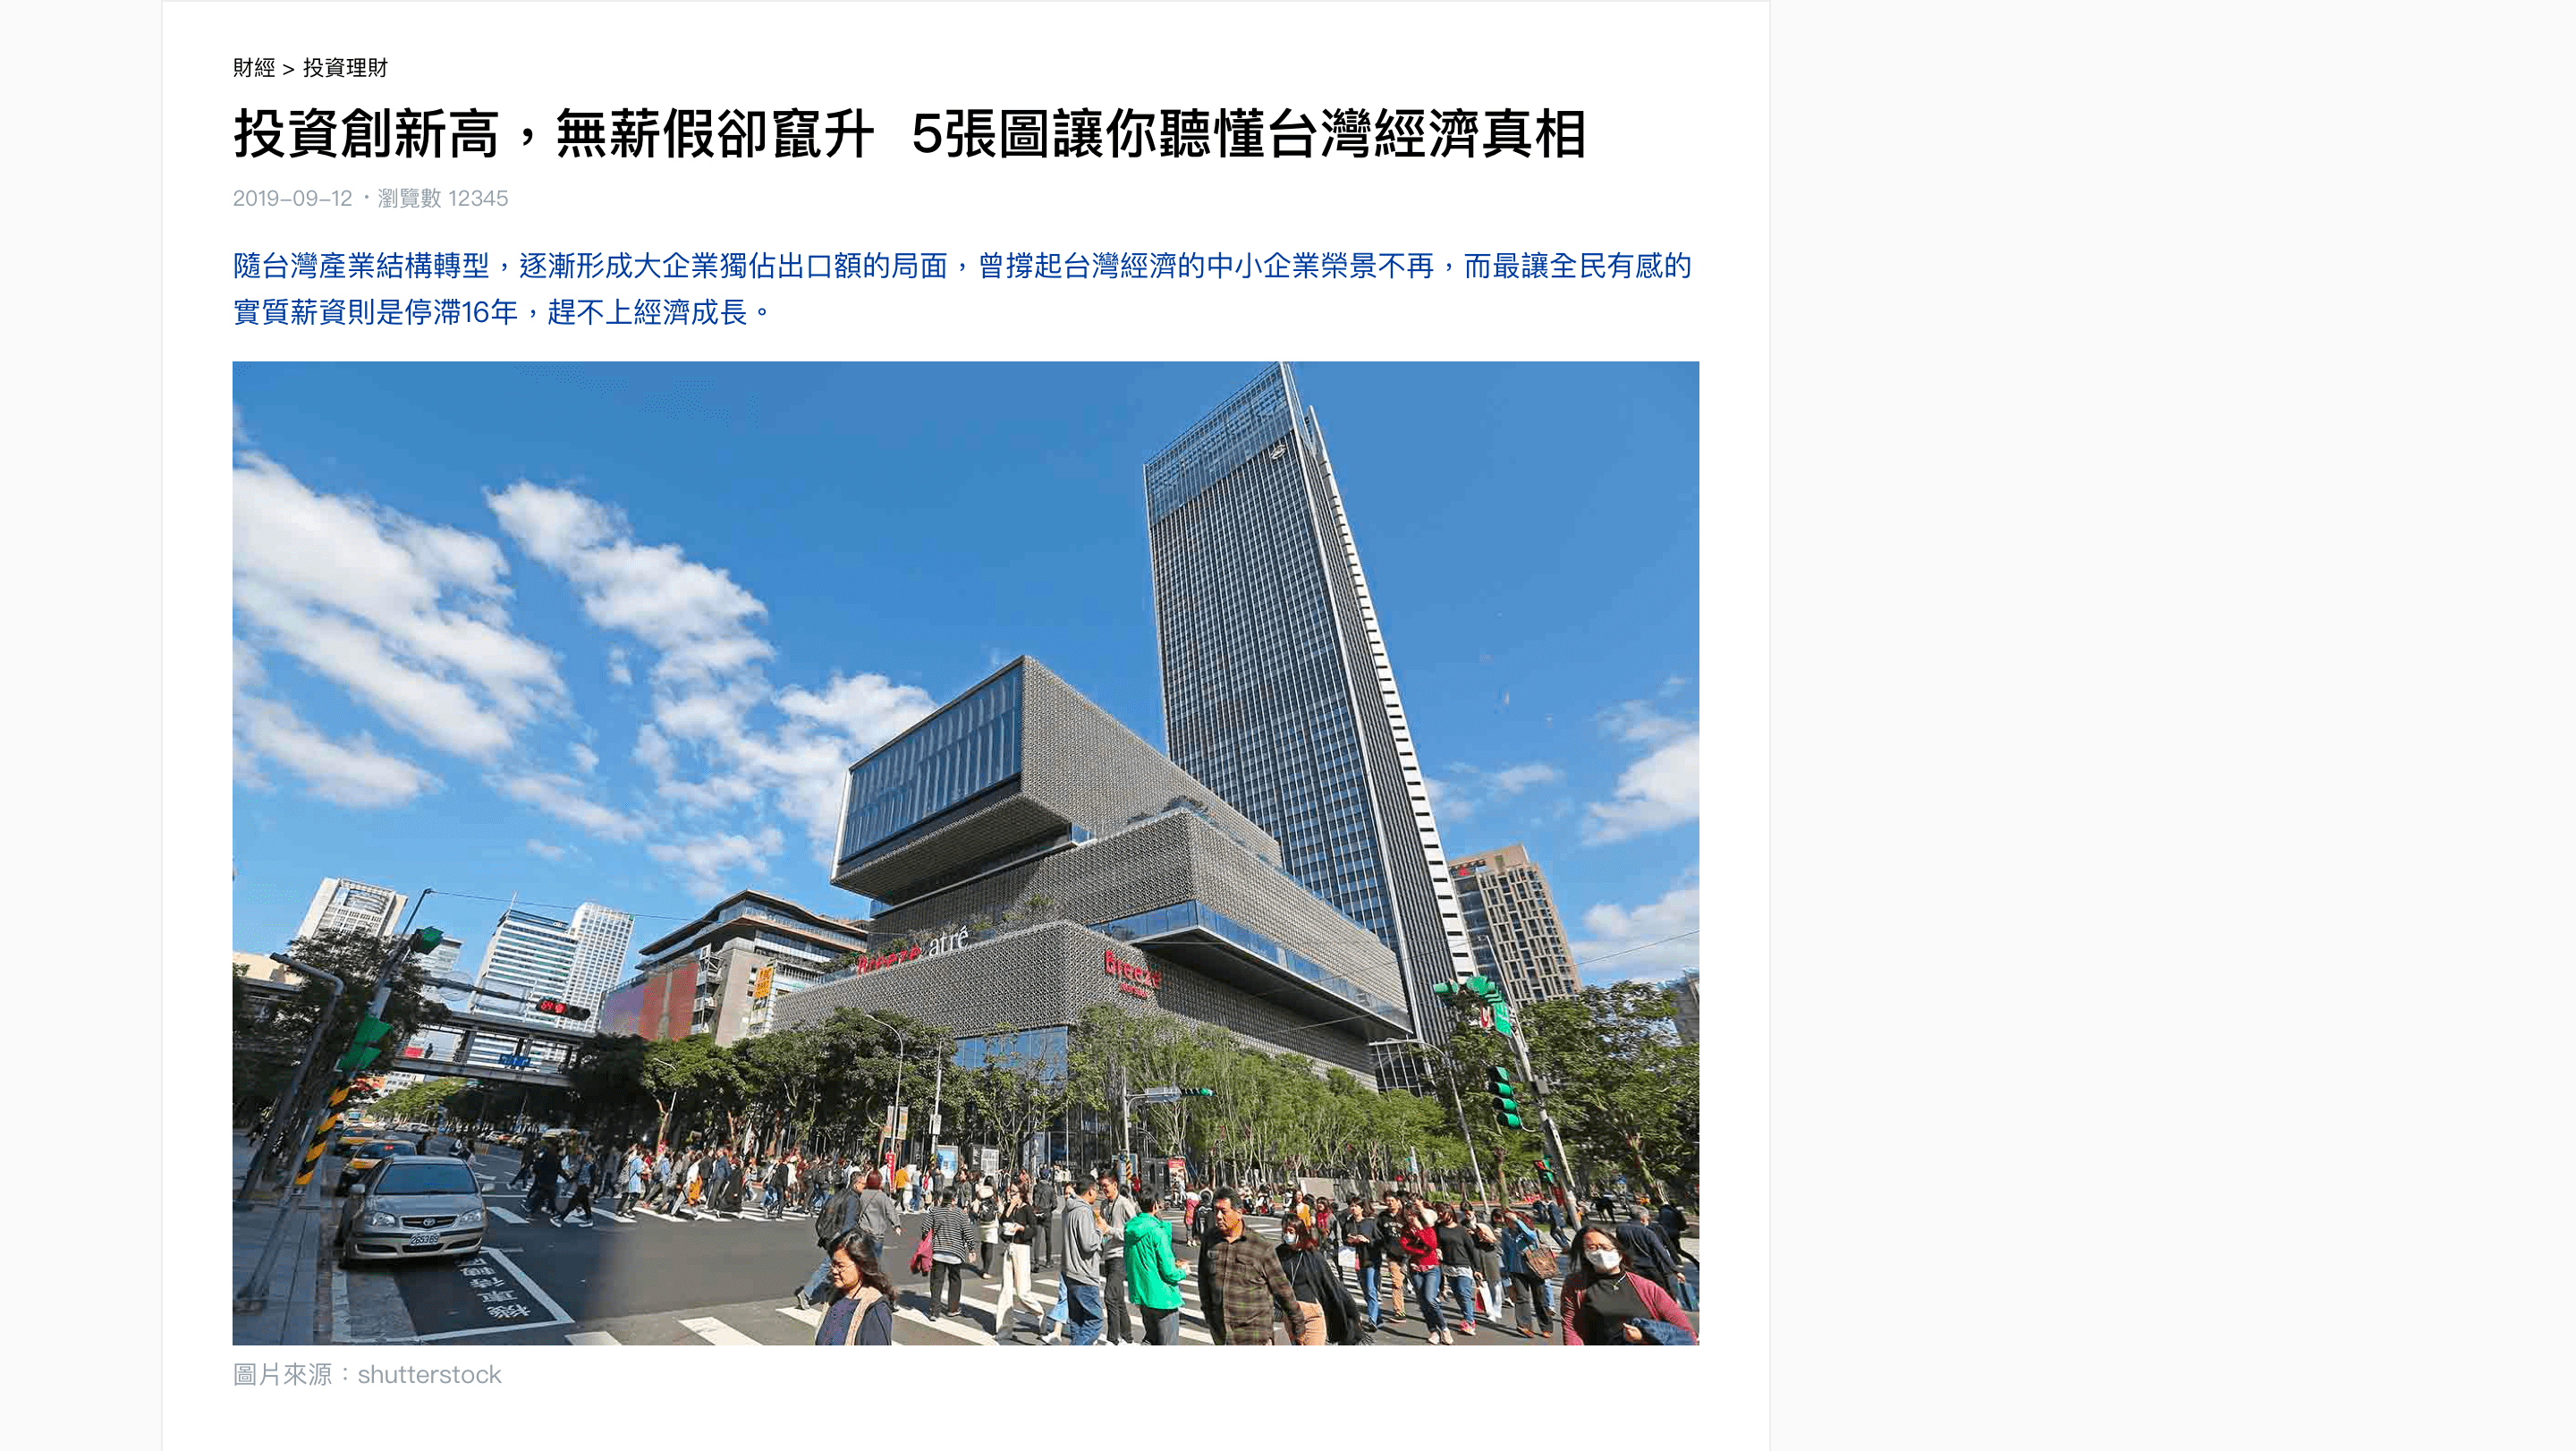 財經 > 投資理財
投資創新高，無薪假卻竄升 5張圖讓你聽懂台灣經濟真相
2019-09-12・瀏覽數 12345
隨台灣產業結構轉型，逐漸形成大企業獨佔出口額的局面，曾撐起台灣經濟的中小企業榮景不再，而最讓全民有感的
實質薪資則是停滯16年，趕不上經濟成長。
Breeze atré
Breeze
圖片來源：shutterstock